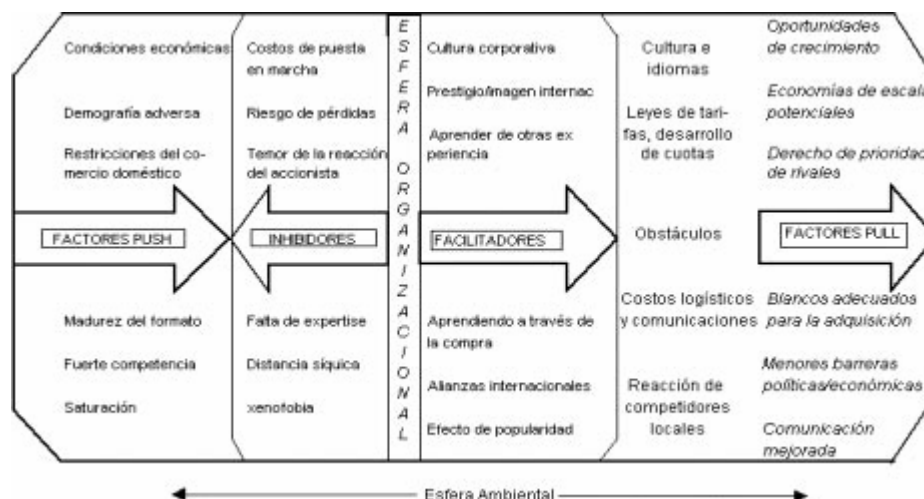 Condiciones económicas
Demografía adversa
Restricciones del co-
mercio doméstico
FACTORES PUSH
Madurez del formato
Fuerte competencia
Saturación
Costos de puesta
en marcha
Riesgo de pérdidas
Temor de la reacción
del accionista
INHIBIDORES
Falta de expertise
Distancia síquica
xenofobia
ESFERA ORGANIZACIONAL
Cultura corporativa
Prestigio/imagen internac
Aprender de otras ex
periencia
FACILITADORES
Aprendiendo a través de
la compra
Alianzas internacionales
Efecto de popularidad
Cultura e
idiomas
Leyes de tari-
fas, desarrollo
de cuotas
Obstáculos
Costos logísticos
y comunicaciones
Reacción de
competidores
locales
Oportunidades
de crecimiento
Economías de escala
potenciales
Derecho de prioridad
de rivales
FACTORES PULL
Blancos adecuados
para la adquisición
Menores barreras
políticas/económicas
Comunicación
mejorada
Esfera Ambiental